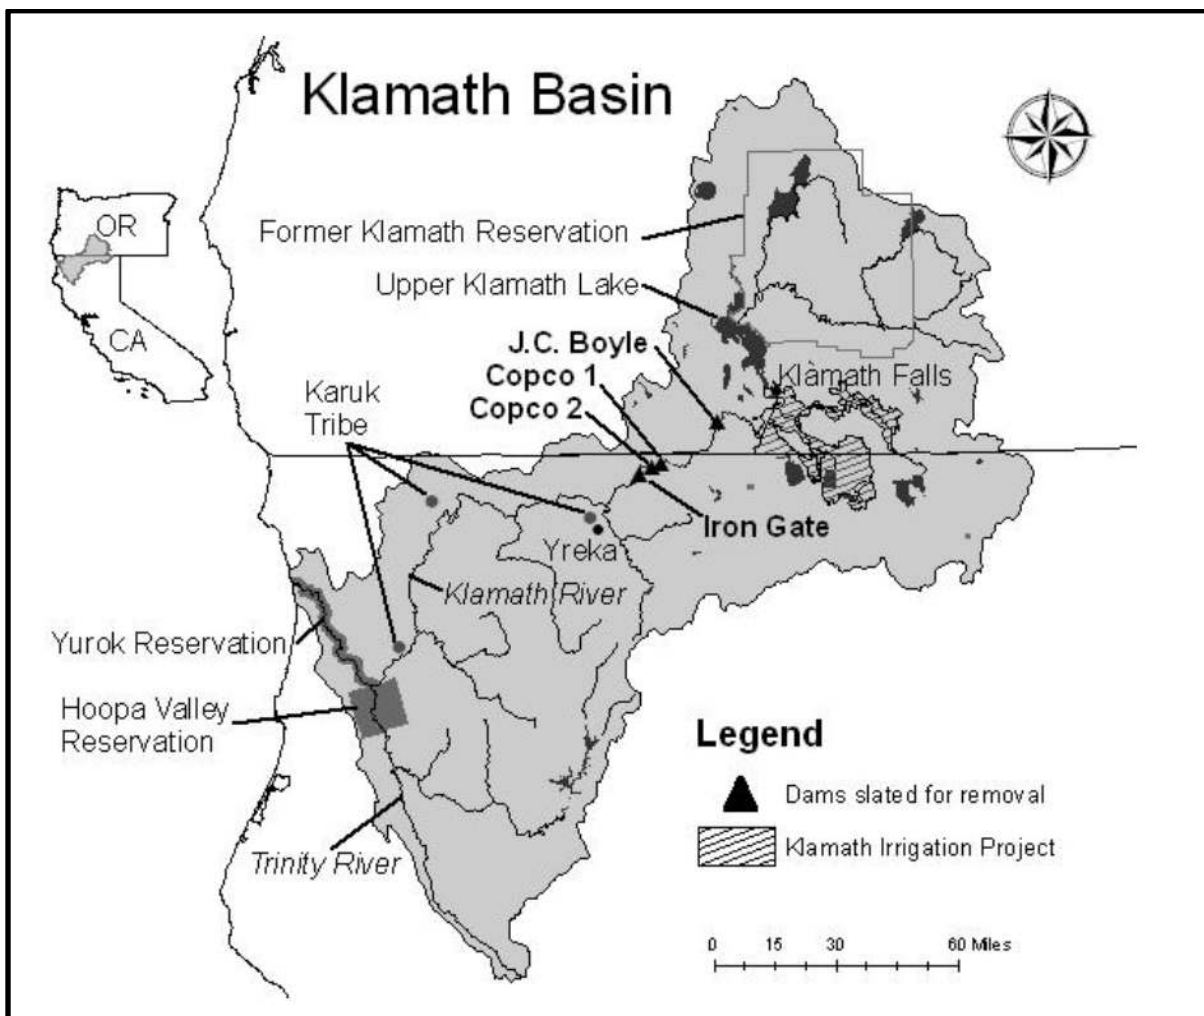 Klamath Basin
OR
CA
Former Klamath Reservation
Upper Klamath Lake
J.C. Boyle
Copco 1
Copco 2
Klamath Falls
Karuk
Tribe
Iron Gate
Yreka
Klamath River
Yurok Reservation
Hoopa Valley
Reservation
Trinity River
Legend
Dams slated for removal
Klamath Irrigation Project
0 15 30 60 Miles